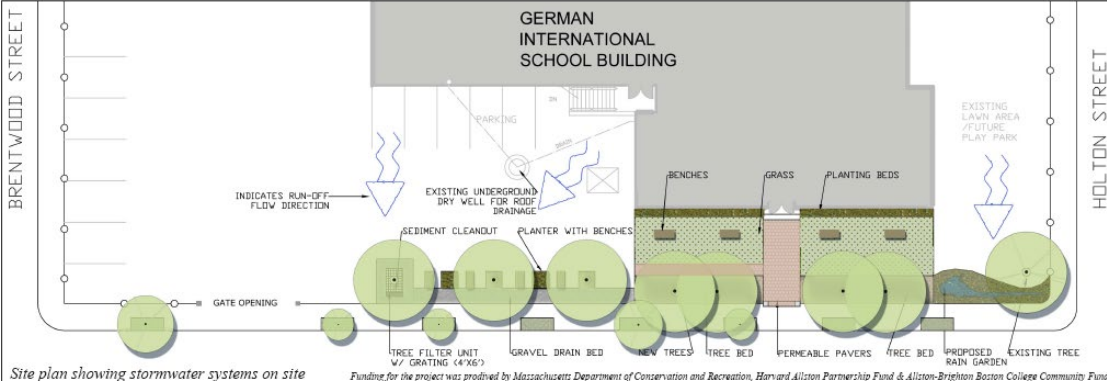 GERMAN
INTERNATIONAL
SCHOOL BUILDING
BRENTWOOD STREET
HOLTON STREET
DN
PARKING
DRAIN
EXISTING
LAWN AREA
/FUTURE
PLAY PARK
INDICATES RUN-OFF
FLOW DIRECTION
EXISTING UNDERGROUND
DRY WELL FOR ROOF
DRAINAGE
BENCHES
GRASS
PLANTING BEDS
SEDIMENT CLEANOUT
PLANTER WITH BENCHES
GATE OPENING
TREE FILTER UNIT
W/ GRATING (4'X6')
GRAVEL DRAIN BED
NEW TREES
TREE BED
PERMEABLE PAVERS
TREE BED
PROPOSED
RAIN GARDEN
EXISTING TREE
Site plan showing stormwater systems on site
Funding for the project was prodived by Massachusetts Department of Conservation and Recreation, Harvard Allston Partnership Fund & Allston-Brighton Boston College Community Fund